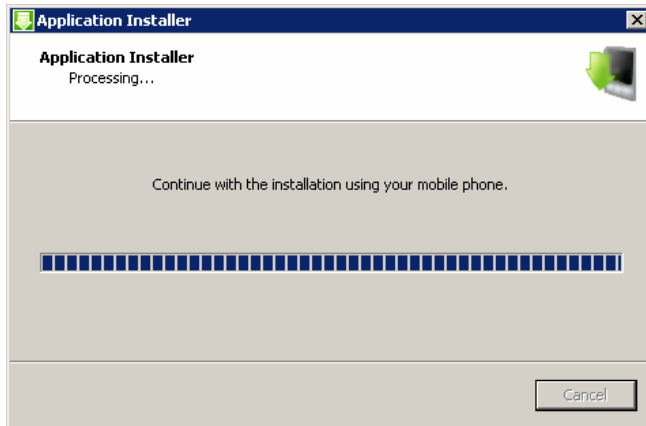 Application Installer
Application Installer
Processing...
Continue with the installation using your mobile phone.
Cancel